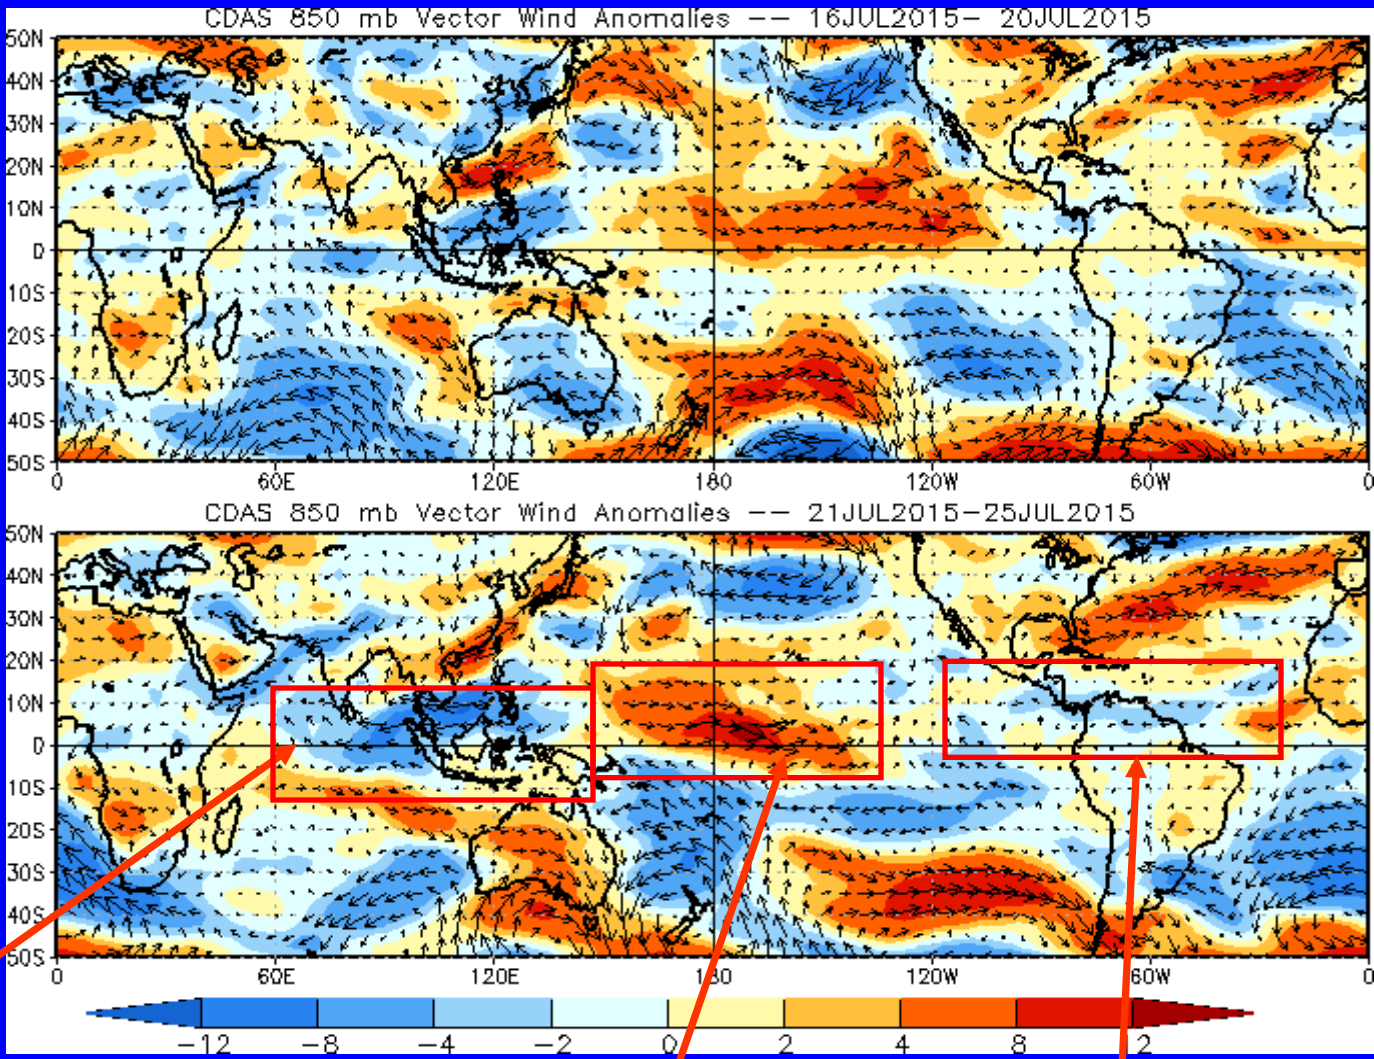 CDAS 850 mb Vector Wind Anomalies -- 16JUL2015- 20JUL2015
50N
40N
30N
20N
10N
0
10S
20S
30S
40S
50S
0 60E 120E 180 120W 60W 0
CDAS 850 mb Vector Wind Anomalies -- 21JUL2015-25JUL2015
50N
40N
30N
20N
10N
0
10S
20S
30S
40S
50S
0 60E 120E 180 120W 60W 0
-12 -8 -4 -2 0 2 4 8 12